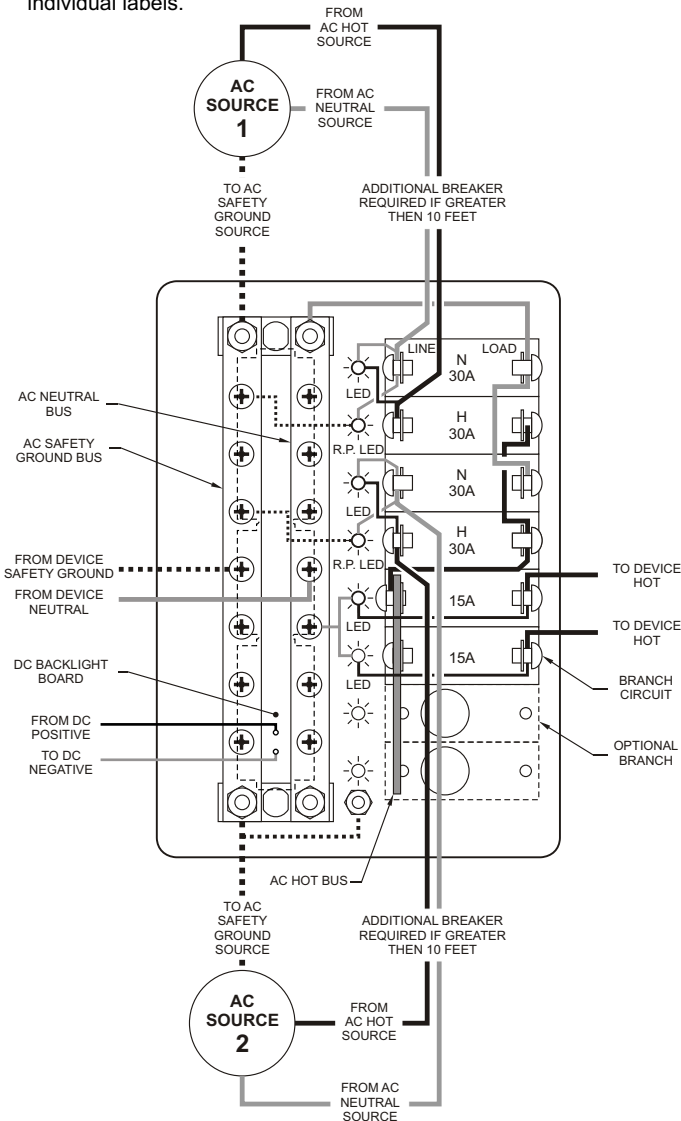 individual labels.
FROM
AC HOT
SOURCE
AC
SOURCE
1
FROM AC
NEUTRAL
SOURCE
TO AC
SAFETY
GROUND
SOURCE
ADDITIONAL BREAKER
REQUIRED IF GREATER
THEN 10 FEET
LINE
LOAD
N
30A
LED
AC NEUTRAL
BUS
H
30A
R.P. LED
AC SAFETY
GROUND BUS
N
30A
LED
H
30A
R.P. LED
FROM DEVICE
SAFETY GROUND
FROM DEVICE
NEUTRAL
15A
LED
TO DEVICE
HOT
15A
LED
TO DEVICE
HOT
DC BACKLIGHT
BOARD
BRANCH
CIRCUIT
FROM DC
POSITIVE
TO DC
NEGATIVE
OPTIONAL
BRANCH
AC HOT BUS
TO AC
SAFETY
GROUND
SOURCE
ADDITIONAL BREAKER
REQUIRED IF GREATER
THEN 10 FEET
AC
SOURCE
2
FROM
AC HOT
SOURCE
FROM AC
NEUTRAL
SOURCE